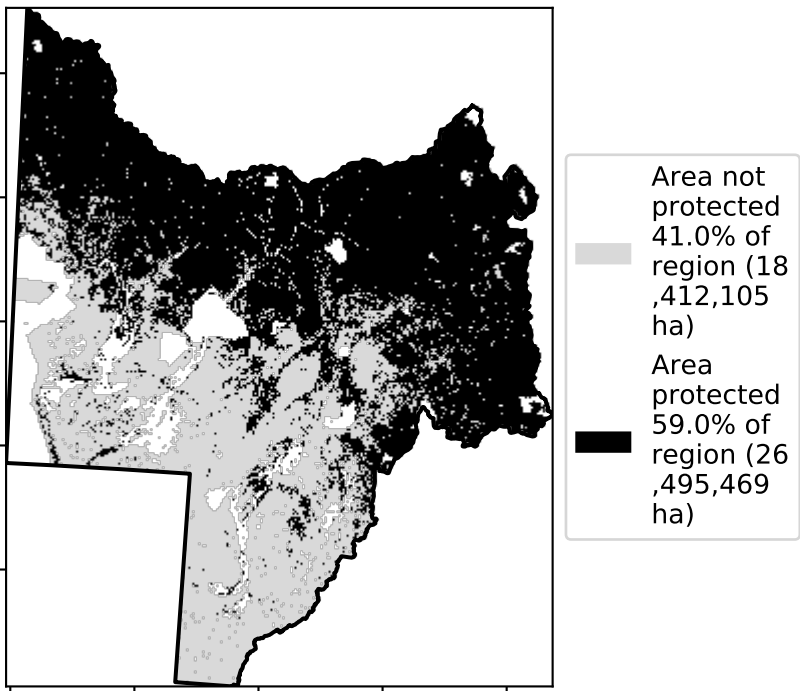 Area not
protected
41.0% of
region (18
,412,105
ha)
Area
protected
59.0% of
region (26
,495,469
ha)